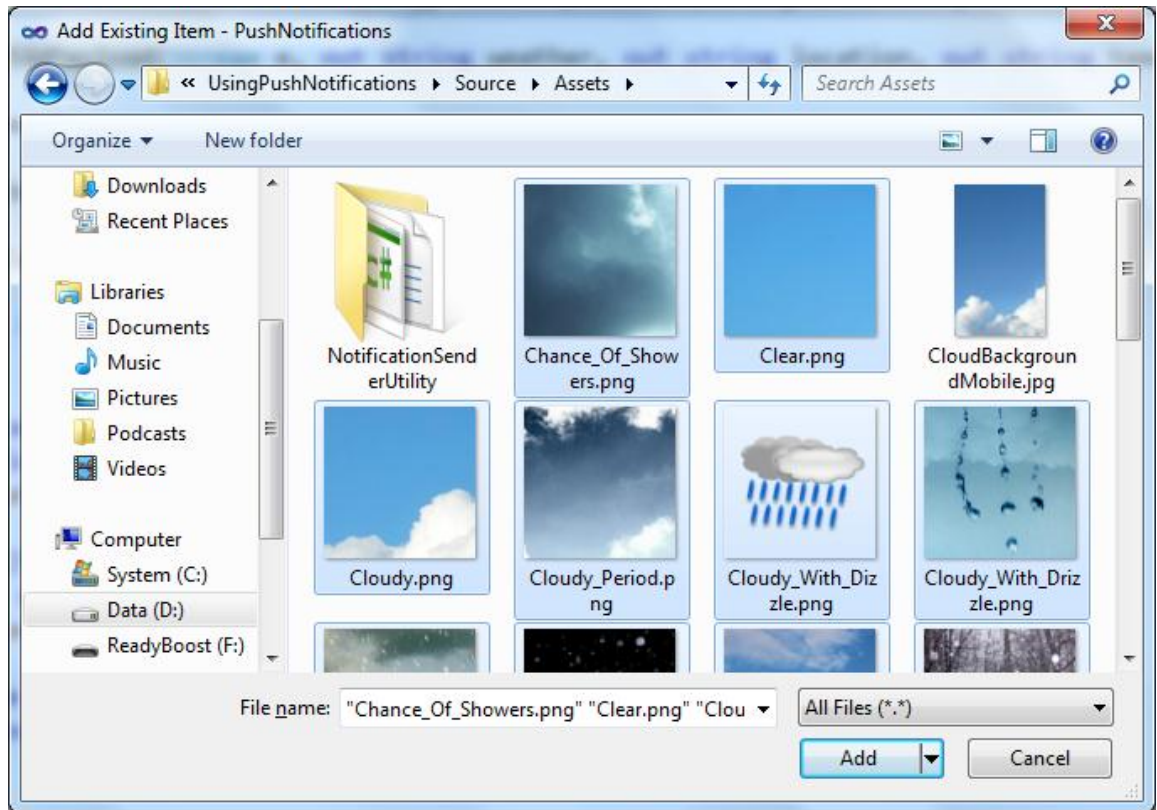 Add Existing Item - PushNotifications
« UsingPushNotifications Source Assets
Search Assets
Organize
New folder
Downloads
Recent Places
Libraries
Documents
Music
Pictures
Podcasts
Videos
Computer
System (C:)
Data (D:)
ReadyBoost (F:)
NotificationSend
erUtility
Chance_Of_Show
ers.png
Clear.png
CloudBackgroun
dMobile.jpg
Cloudy.png
Cloudy_Period.p
ng
Cloudy_With_Diz
zle.png
Cloudy_With_Driz
zle.png
File name: "Chance_Of_Showers.png" "Clear.png" "Clou
All Files (*.*)
Add
Cancel